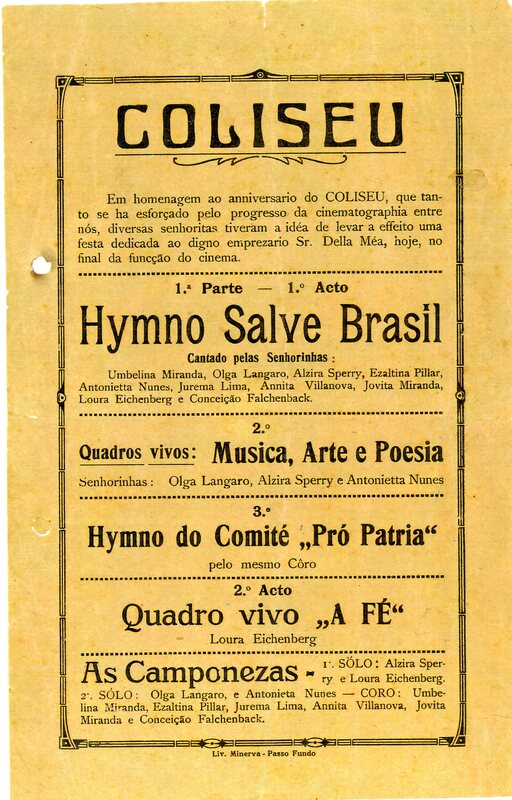 COLISEU
Em homenagem ao anniversario do COLISEU, que tan-
to se ha esforçado pelo progresso da cinematographia entre
nós, diversas senhoritas tiveram a idéa de levar a effeito uma
festa dedicada ao digno emprezario Sr. Della Méa, hoje, no
final da funcção do cinema.
1.ª Parte — 1.º Acto
Hymno Salve Brasil
Cantado pelas Senhorinhas:
Umbelina Miranda, Olga Langaro, Alzira Sperry, Ezaltina Pillar,
Antonietta Nunes, Jurema Lima, Annita Villanova, Jovita Miranda,
Loura Eichenberg e Conceição Falchenback.
2.º
Quadros vivos: Musica, Arte e Poesia
Senhorinhas: Olga Langaro, Alzira Sperry e Antonietta Nunes
3.º
Hymno do Comité „Pró Patria“
pelo mesmo Côro
2.º Acto
Quadro vivo „A FÉ“
Loura Eichenberg
As Camponezas - 1º. SÓLO: Alzira Sper-
ry e Loura Eichenberg.
2º. SÓLO: Olga Langaro, e Antonieta Nunes — CORO: Umbe-
lina Miranda, Ezaltina Pillar, Jurema Lima, Annita Villanova, Jovita
Miranda e Conceição Falchenback.
Liv. Minerva - Passo Fundo